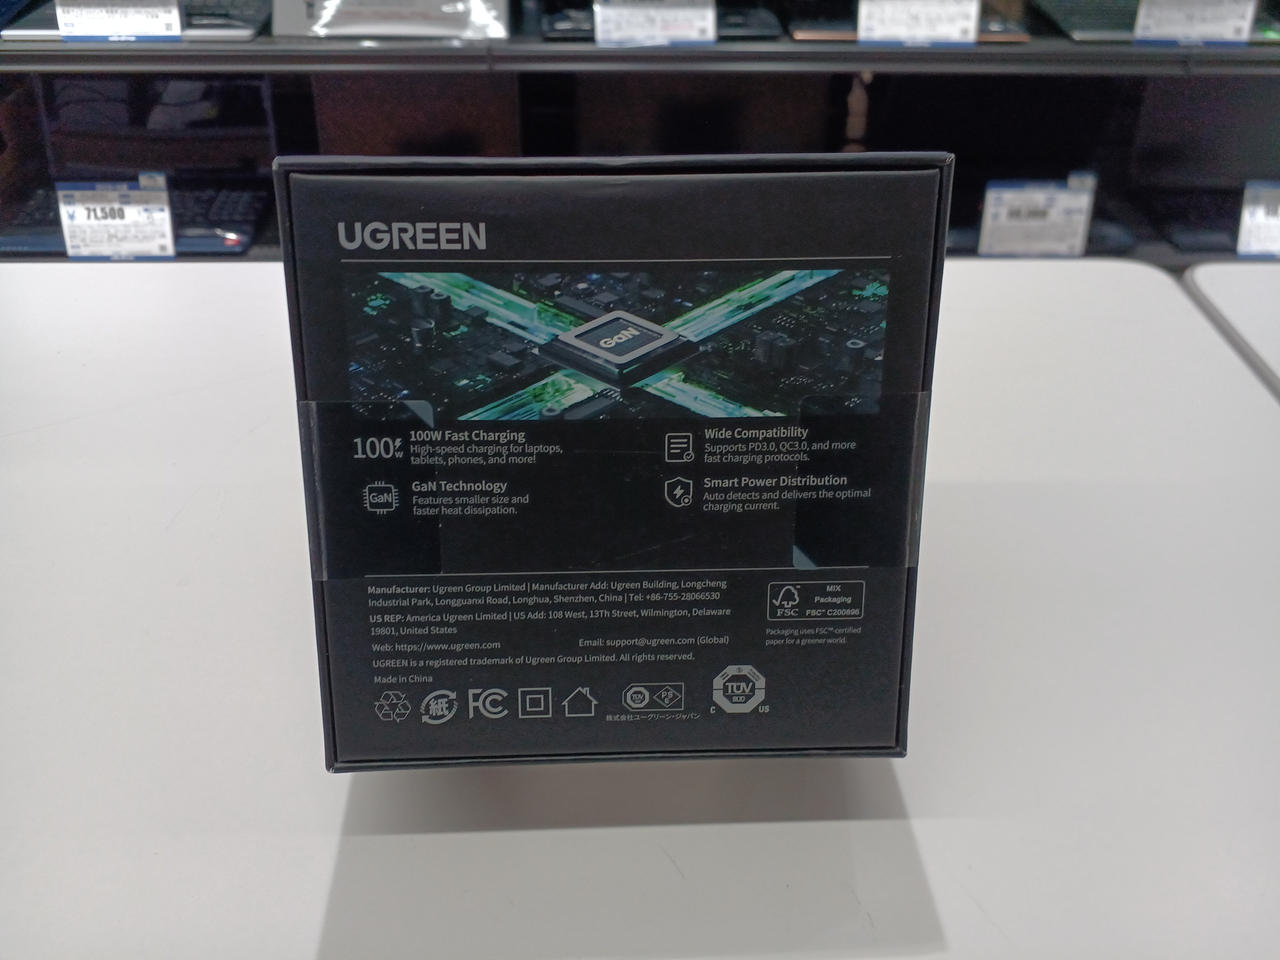 71,500
UGREEN
GaN
100W
100W Fast Charging
High-speed charging for laptops,
tablets, phones, and more!
Wide Compatibility
Supports PD3.0, QC3.0, and more
fast charging protocols.
GaN
GaN Technology
Features smaller size and
faster heat dissipation.
Smart Power Distribution
Auto detects and delivers the optimal
charging current.
Manufacturer: Ugreen Group Limited | Manufacturer Add: Ugreen Building, Longcheng
Industrial Park, Longguanxi Road, Longhua, Shenzhen, China | Tel: +86-755-28066530
US REP: America Ugreen Limited | US Add: 108 West, 13Th Street, Wilmington, Delaware
19801, United States
Web: https://www.ugreen.com Email: support@ugreen.com (Global)
UGREEN is a registered trademark of Ugreen Group Limited. All rights reserved.
Made in China
FSC
MIX
Packaging
FSC™ C200896
Packaging uses FSC™-certified
paper for a greener world.
紙
FC
TÜV
PS
E
株式会社ユーグリーン・ジャパン
TÜV
SÜD
C US